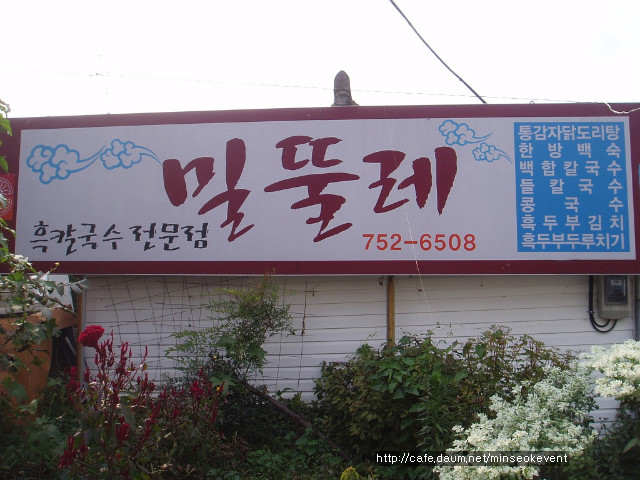 밀뚤레
흑칼국수 전문점
752-6508
통감자닭도리탕
한방백숙
백합칼국수
들칼국수
콩국수
흑두부김치
흑두부두루치기
http://cafe.daum.net/minseokevent